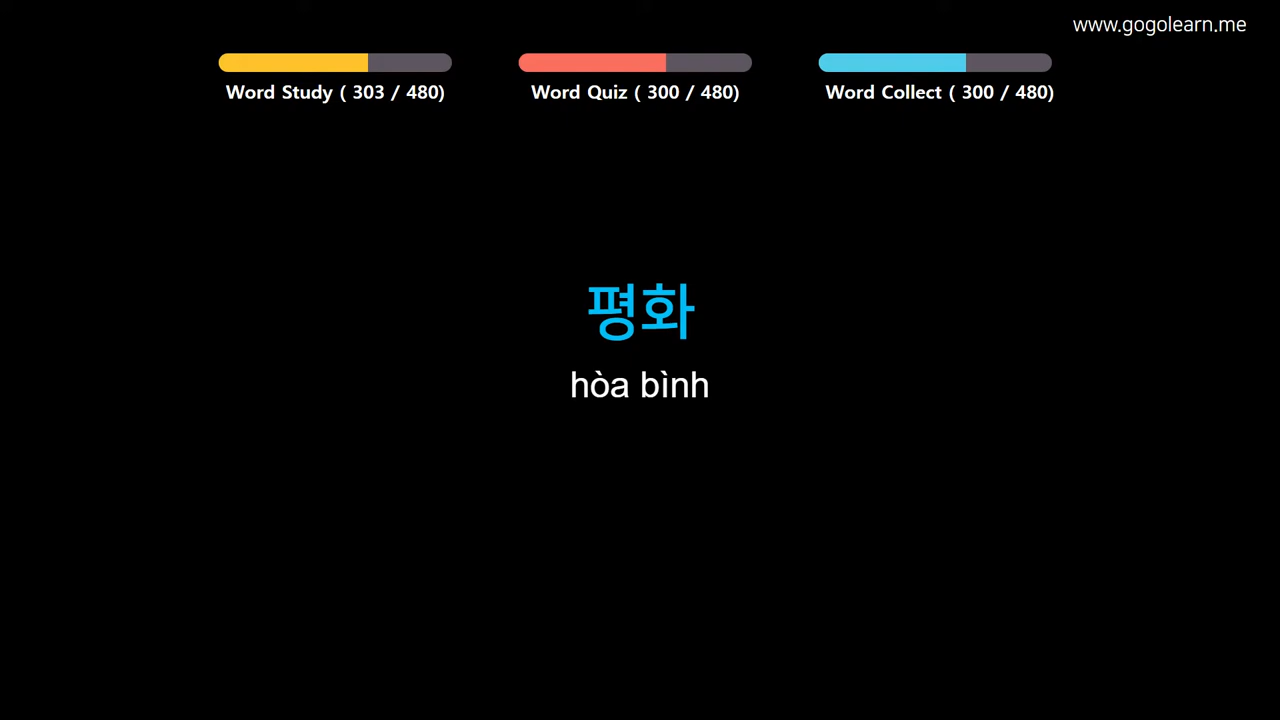 www.gogolearn.me
Word Study ( 303 / 480)
Word Quiz ( 300 / 480)
Word Collect ( 300 / 480)
평화
hòa bình